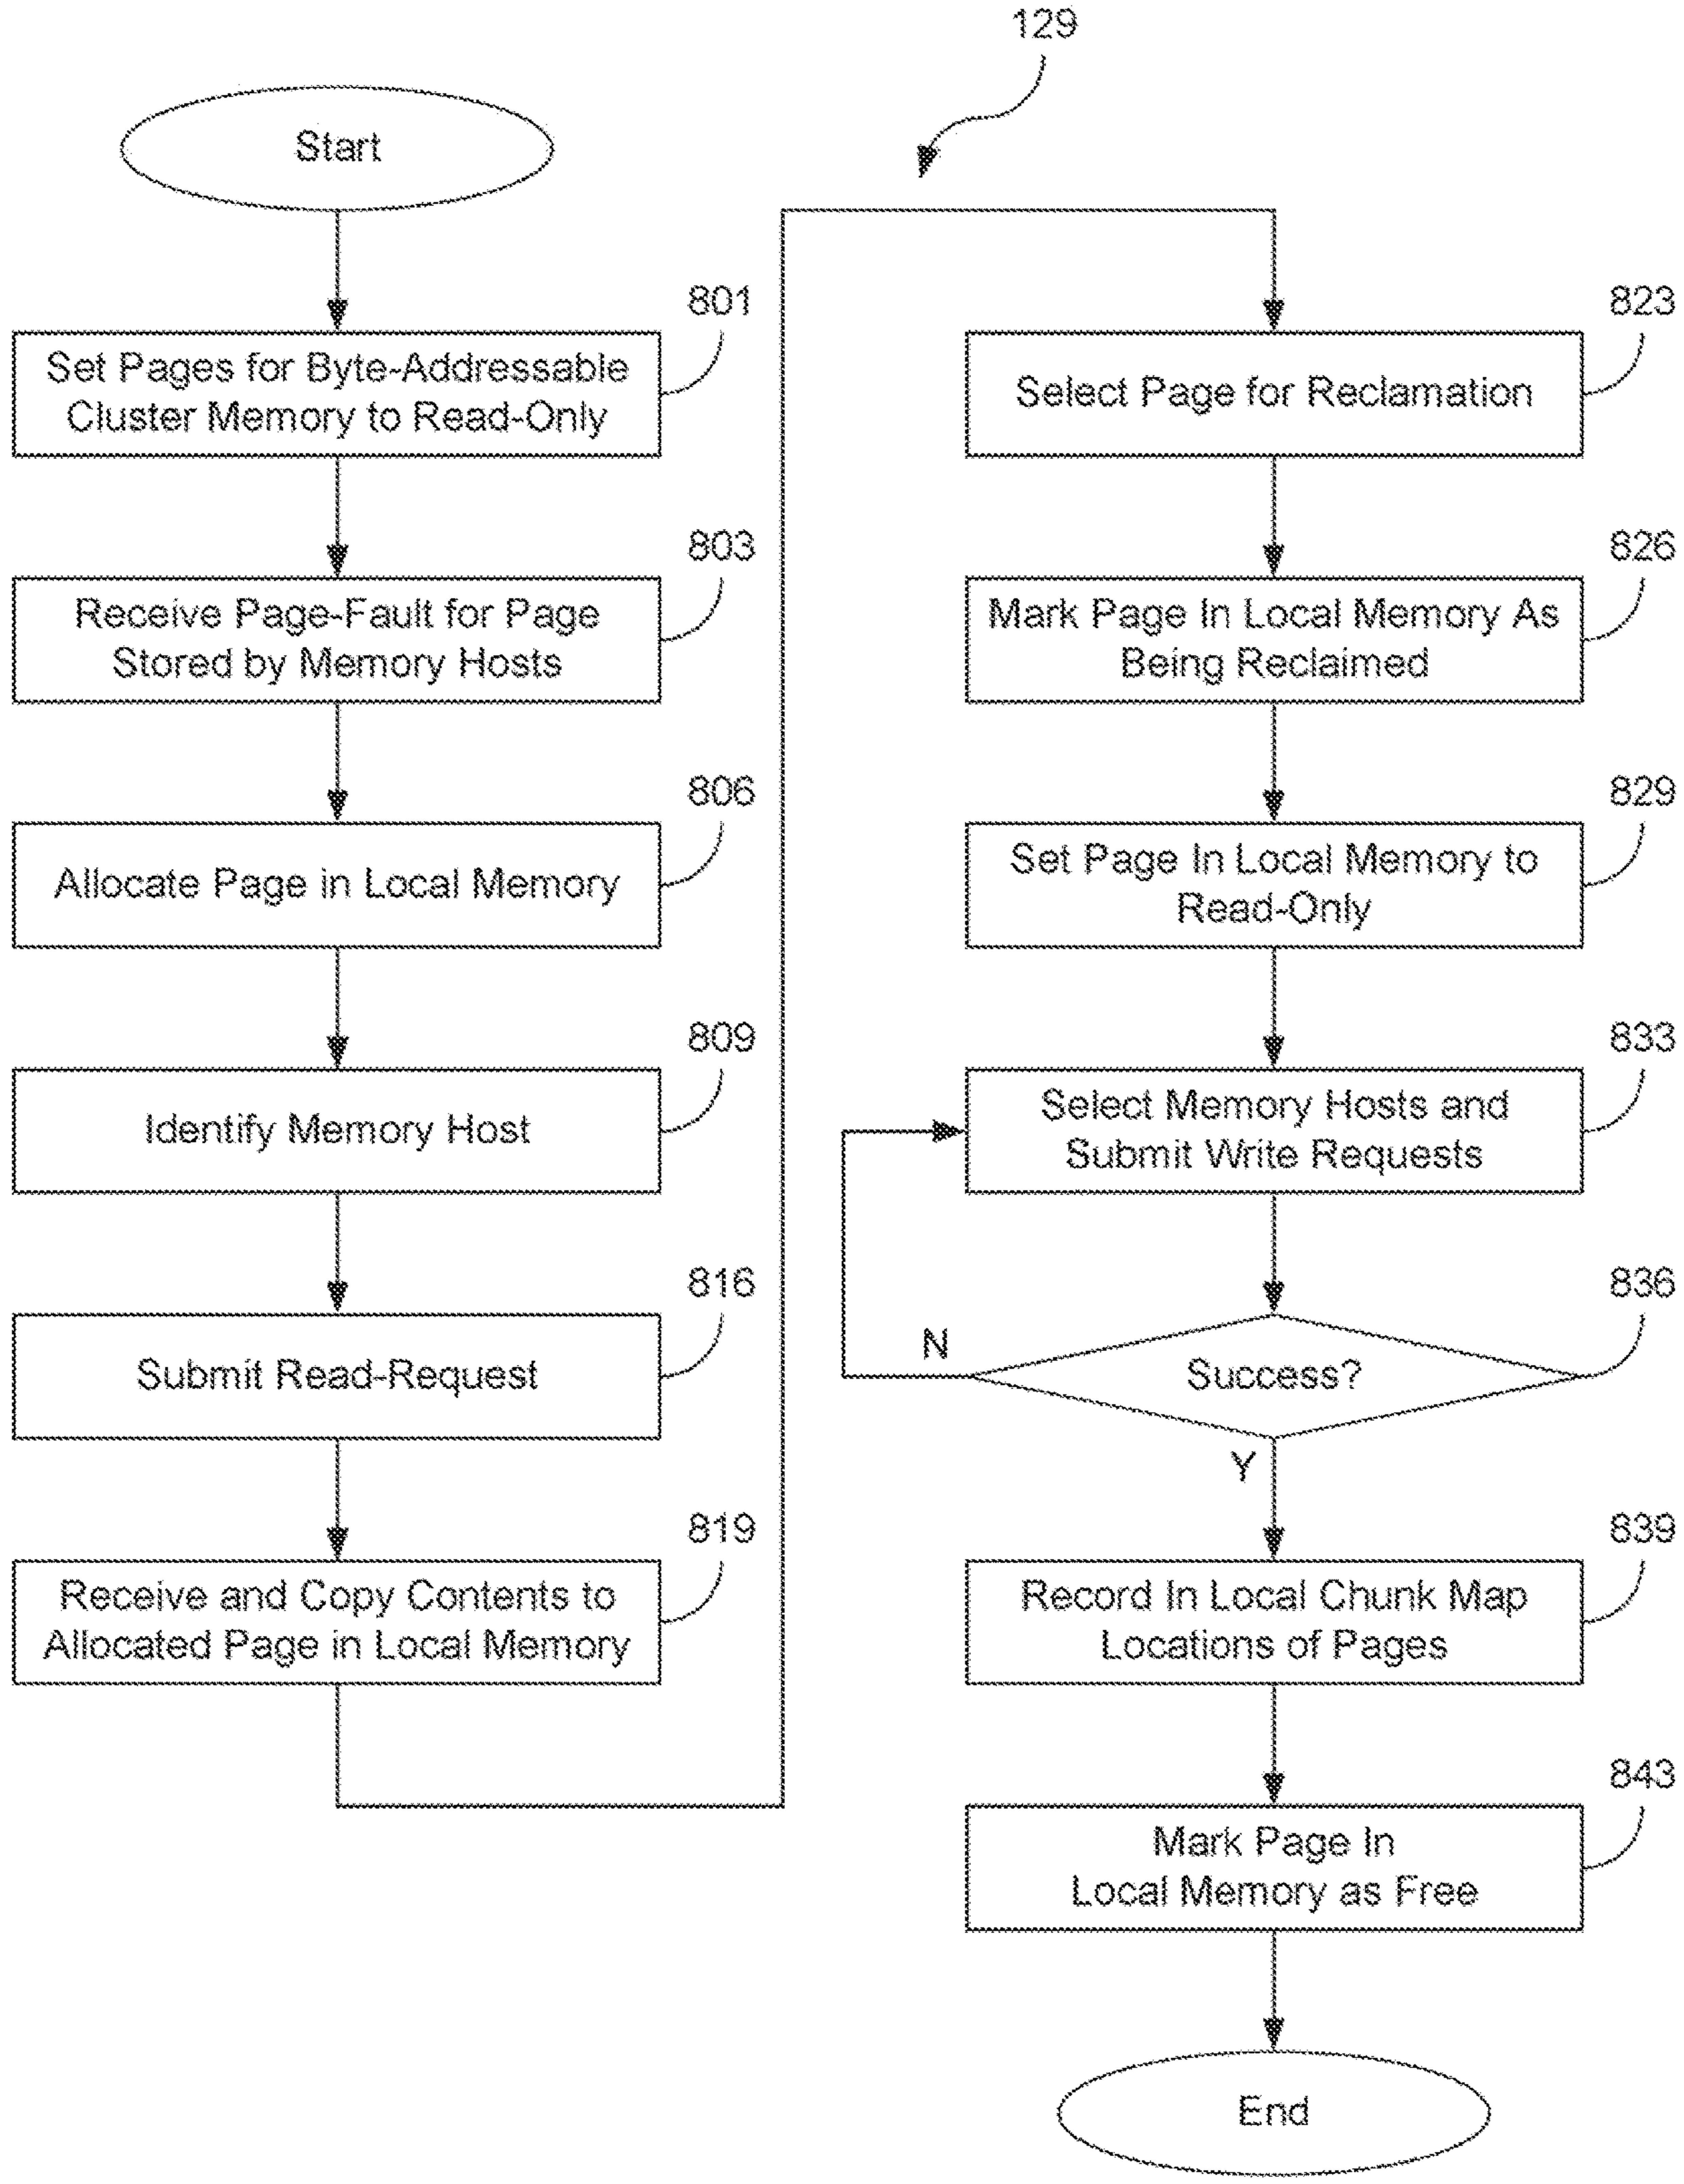 129
Start
801
Set Pages for Byte-Addressable
Cluster Memory to Read-Only
803
Receive Page-Fault for Page
Stored by Memory Hosts
806
Allocate Page in Local Memory
809
Identify Memory Host
816
Submit Read-Request
819
Receive and Copy Contents to
Allocated Page in Local Memory
823
Select Page for Reclamation
826
Mark Page In Local Memory As
Being Reclaimed
829
Set Page In Local Memory to
Read-Only
833
Select Memory Hosts and
Submit Write Requests
836
N
Success?
Y
839
Record In Local Chunk Map
Locations of Pages
843
Mark Page In
Local Memory as Free
End